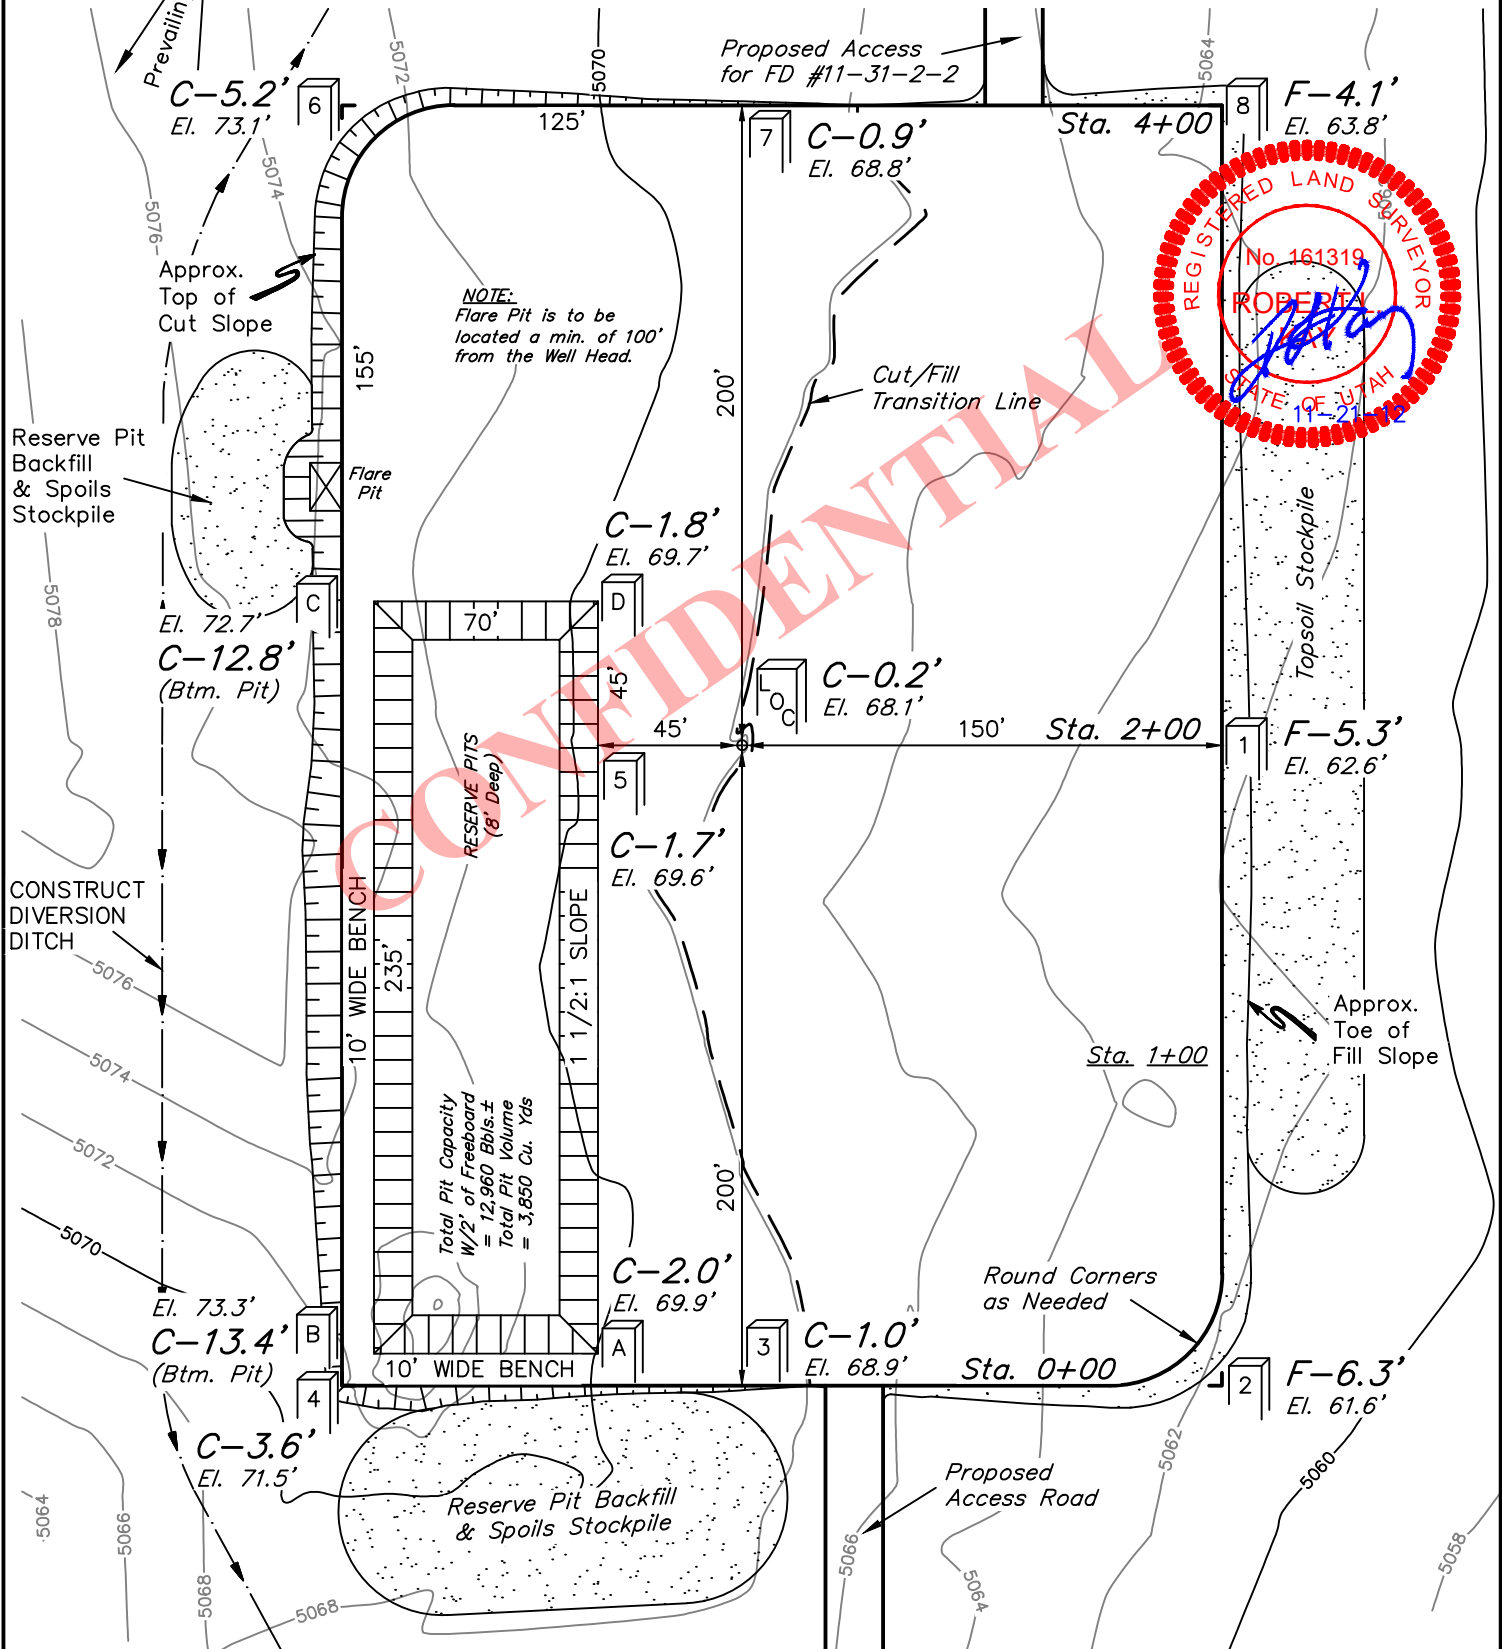 Prevailin
C-5.2'
El. 73.1'
6
5072
5070
Proposed Access
for FD #11-31-2-2
5064
8
F-4.1'
El. 63.8'
125'
7
C-0.9'
El. 68.8'
Sta. 4+00
5074
5076
REGISTERED LAND SURVEYOR
No. 161319
ROBERT L.
KAY
STATE OF UTAH
11-21-12
Approx.
Top of
Cut Slope
NOTE:
Flare Pit is to be
located a min. of 100'
from the Well Head.
155'
200'
Cut/Fill
Transition Line
CONFIDENTIAL
Reserve Pit
Backfill
& Spoils
Stockpile
Flare
Pit
Topsoil Stockpile
C-1.8'
El. 69.7'
5078
C
El. 72.7'
C-12.8'
(Btm. Pit)
70'
D
45'
LOC
C-0.2'
El. 68.1'
45'
150'
Sta. 2+00
1
F-5.3'
El. 62.6'
RESERVE PITS
(8' Deep)
5
C-1.7'
El. 69.6'
CONSTRUCT
DIVERSION
DITCH
10' WIDE BENCH
235'
1 1/2:1 SLOPE
5076
Approx.
Toe of
Fill Slope
Sta. 1+00
5074
Total Pit Capacity
W/2' of Freeboard
= 12,960 Bbls.±
Total Pit Volume
= 3,850 Cu. Yds
5072
200'
5070
El. 73.3'
C-13.4'
(Btm. Pit)
B
C-2.0'
El. 69.9'
A
3
C-1.0'
El. 68.9'
Round Corners
as Needed
10' WIDE BENCH
Sta. 0+00
4
2
F-6.3'
El. 61.6'
C-3.6'
El. 71.5'
Reserve Pit Backfill
& Spoils Stockpile
Proposed
Access Road
5062
5060
5064
5066
5068
5068
5066
5064
5058